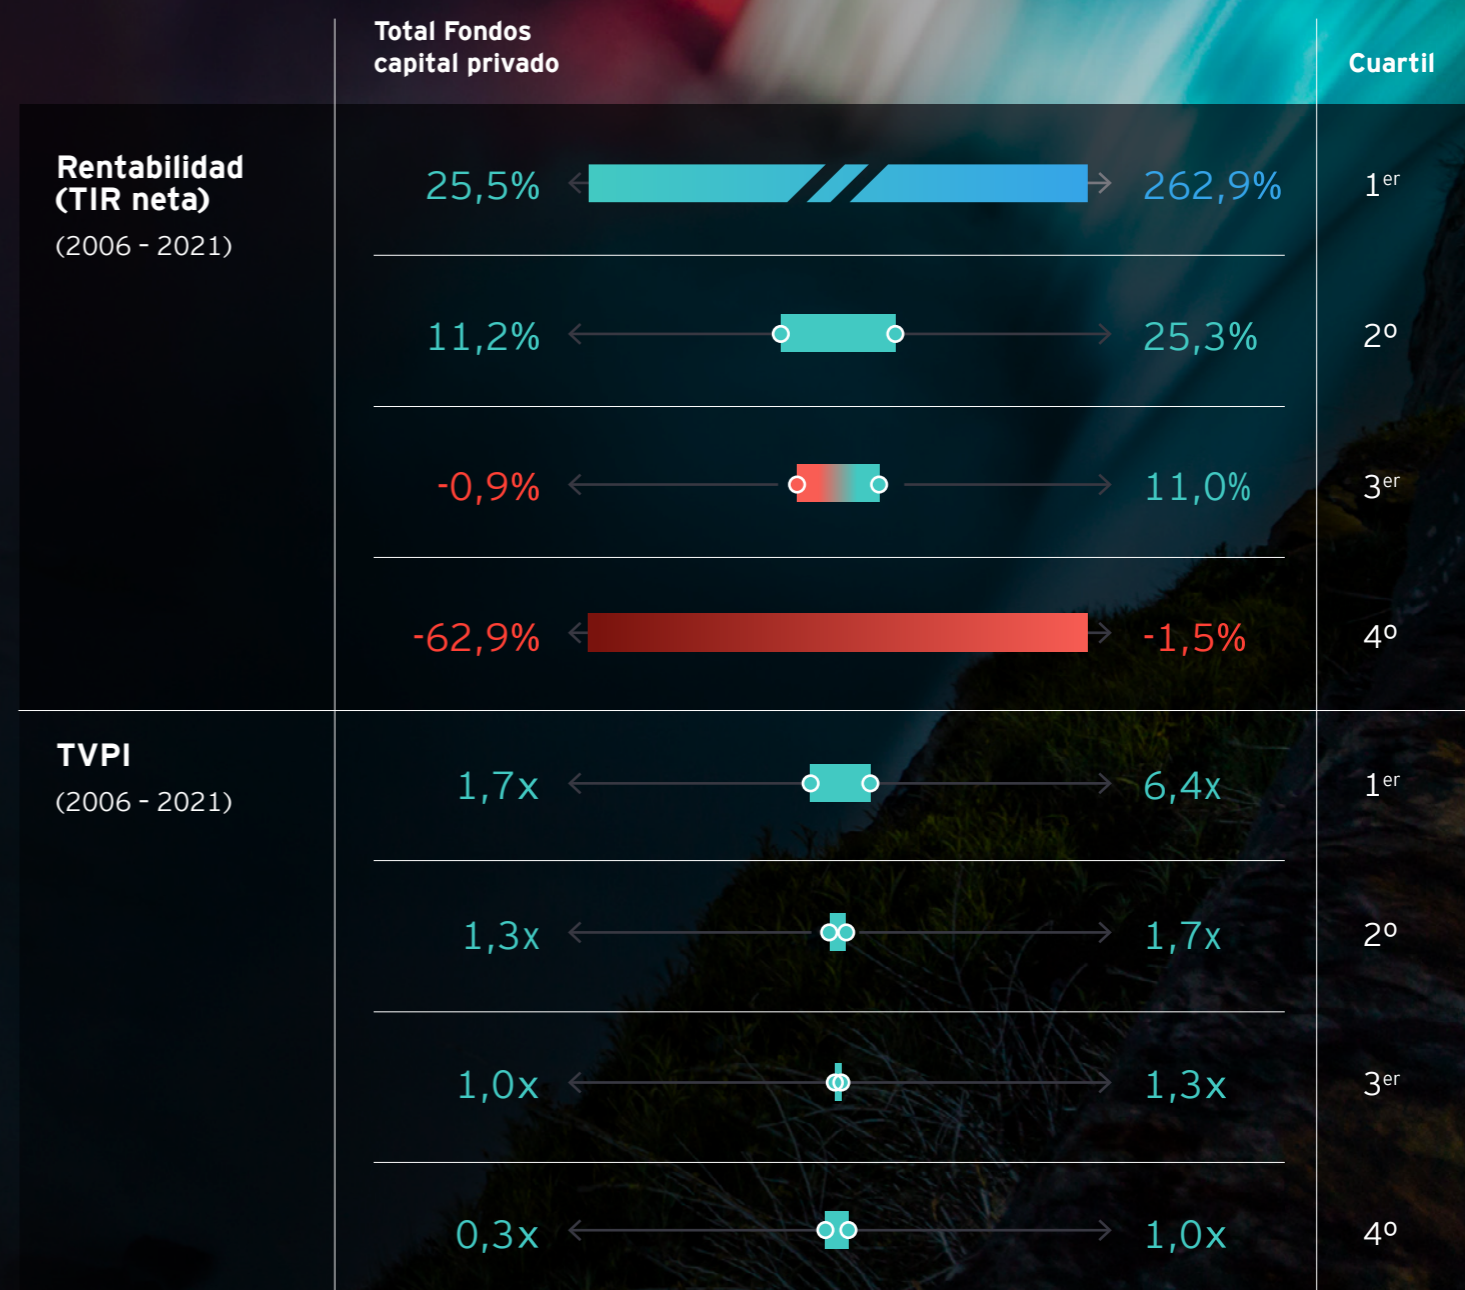 Total Fondos
capital privado
Cuartil
Rentabilidad
(TIR neta)
(2006 - 2021)
25,5% 262,9% 1er
11,2% 25,3% 2º
-0,9% 11,0% 3er
-62,9% -1,5% 4º
TVPI
(2006 - 2021)
1,7x 6,4x 1er
1,3x 1,7x 2º
1,0x 1,3x 3er
0,3x 1,0x 4º